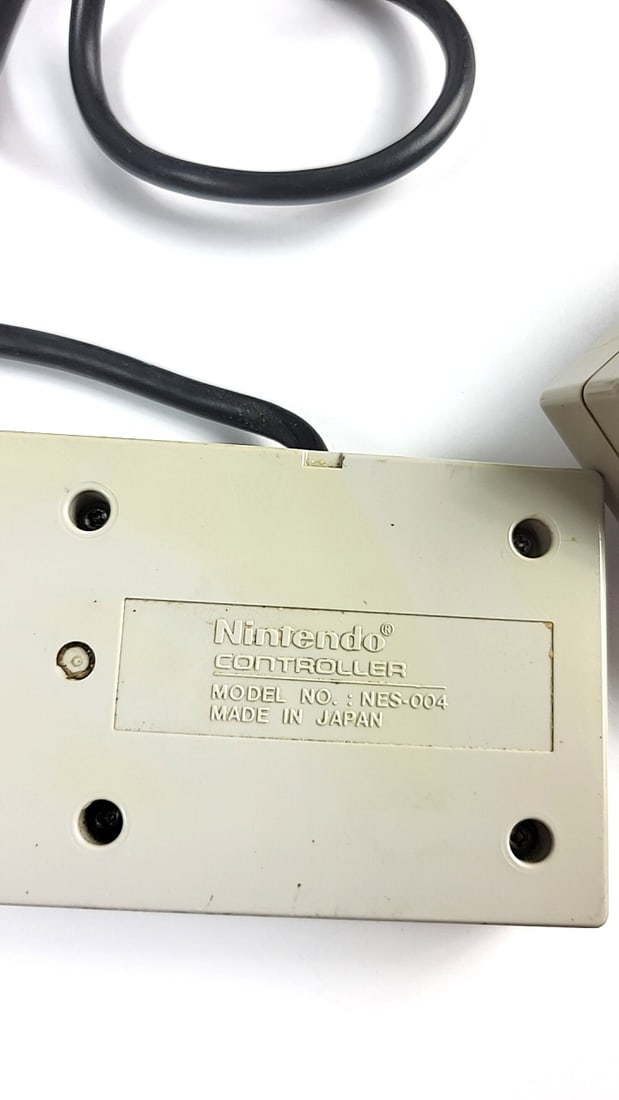 Nintendo®
CONTROLLER
MODEL NO. : NES-004
MADE IN JAPAN